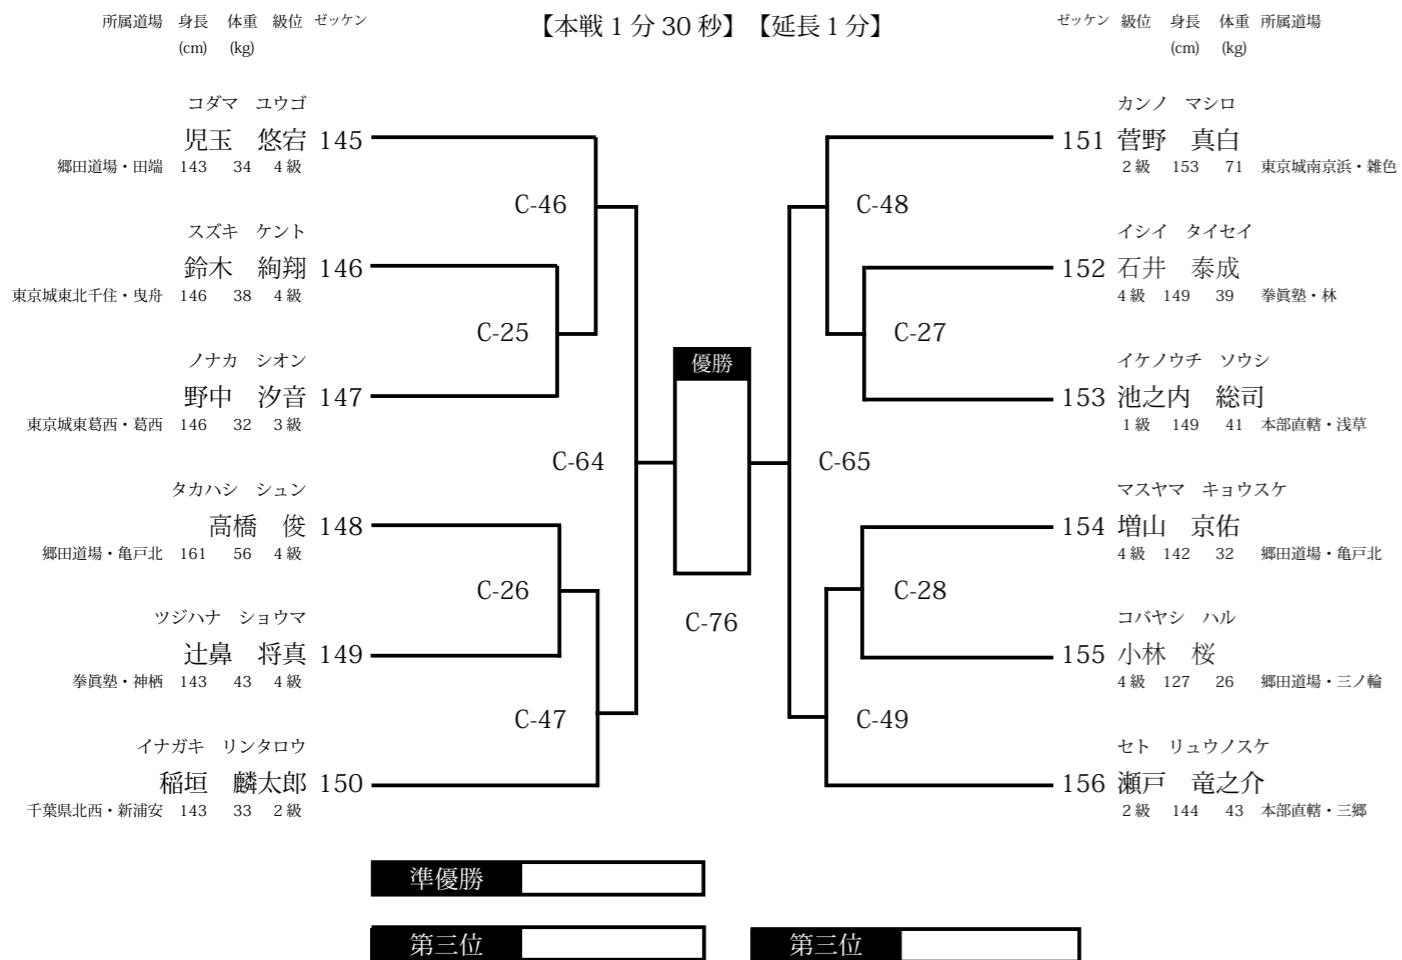 所属道場 身長 体重 級位 ゼッケン
(cm) (kg)
【本戦 1 分 30 秒】【延長 1 分】
ゼッケン 級位 身長 体重 所属道場
(cm) (kg)
コダマ ユウゴ
児玉 悠宕 145
郷田道場・田端 143 34 4 級
C-46
スズキ ケント
鈴木 絢翔 146
東京城東北千住・曳舟 146 38 4 級
C-25
ノナカ シオン
野中 汐音 147
東京城東葛西・葛西 146 32 3 級
C-64
タカハシ シュン
高橋 俊 148
郷田道場・亀戸北 161 56 4 級
C-26
ツジハナ ショウマ
辻鼻 将真 149
拳眞塾・神栖 143 43 4 級
C-47
イナガキ リンタロウ
稲垣 麟太郎 150
千葉県北西・新浦安 143 33 2 級
優勝
C-76
カンノ マシロ
151 菅野 真白
2 級 153 71 東京城南京浜・雑色
C-48
イシイ タイセイ
152 石井 泰成
4 級 149 39 拳眞塾・林
C-27
イケノウチ ソウシ
153 池之内 総司
1 級 149 41 本部直轄・浅草
C-65
マスヤマ キョウスケ
154 増山 京佑
4 級 142 32 郷田道場・亀戸北
C-28
コバヤシ ハル
155 小林 桜
4 級 127 26 郷田道場・三ノ輪
C-49
セト リュウノスケ
156 瀬戸 竜之介
2 級 144 43 本部直轄・三郷
準優勝
第三位
第三位